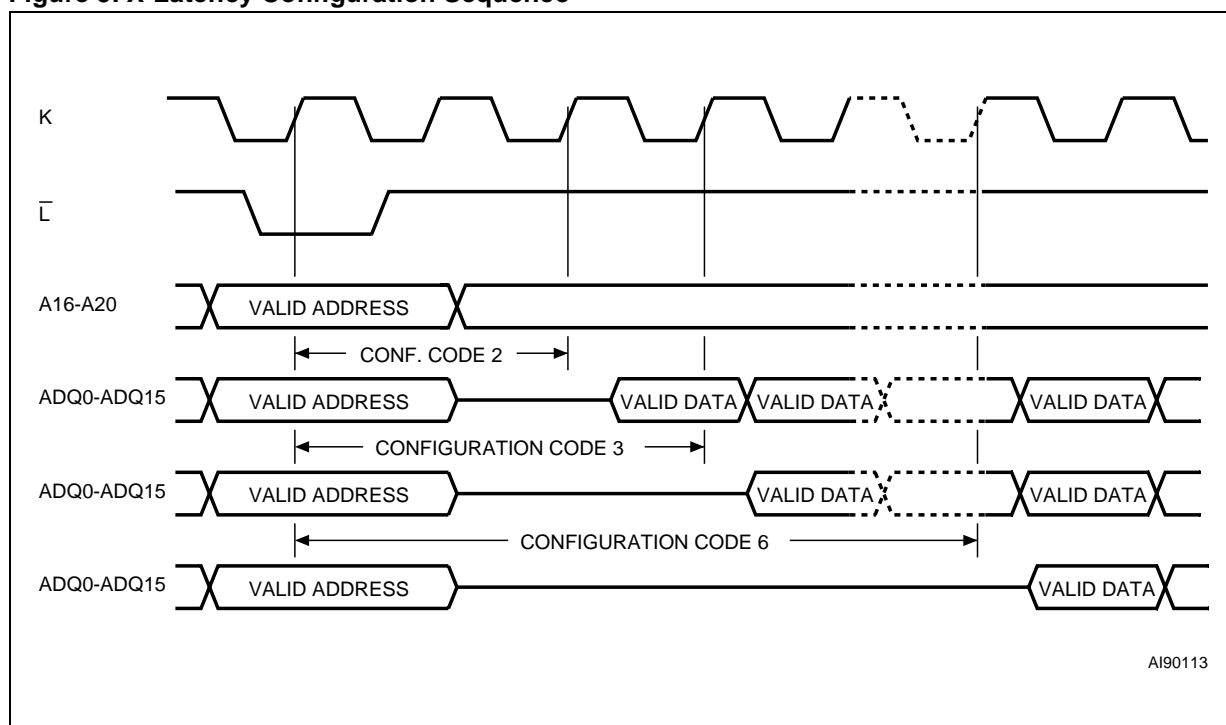 Figure X-Latency Configuration Sequence
K
L
A16-A20
VALID ADDRESS
CONF. CODE 2
ADQ0-ADQ15
VALID ADDRESS
VALID DATA
VALID DATA
VALID DATA
CONFIGURATION CODE 3
ADQ0-ADQ15
VALID ADDRESS
VALID DATA
VALID DATA
CONFIGURATION CODE 6
ADQ0-ADQ15
VALID ADDRESS
VALID DATA
AI90113